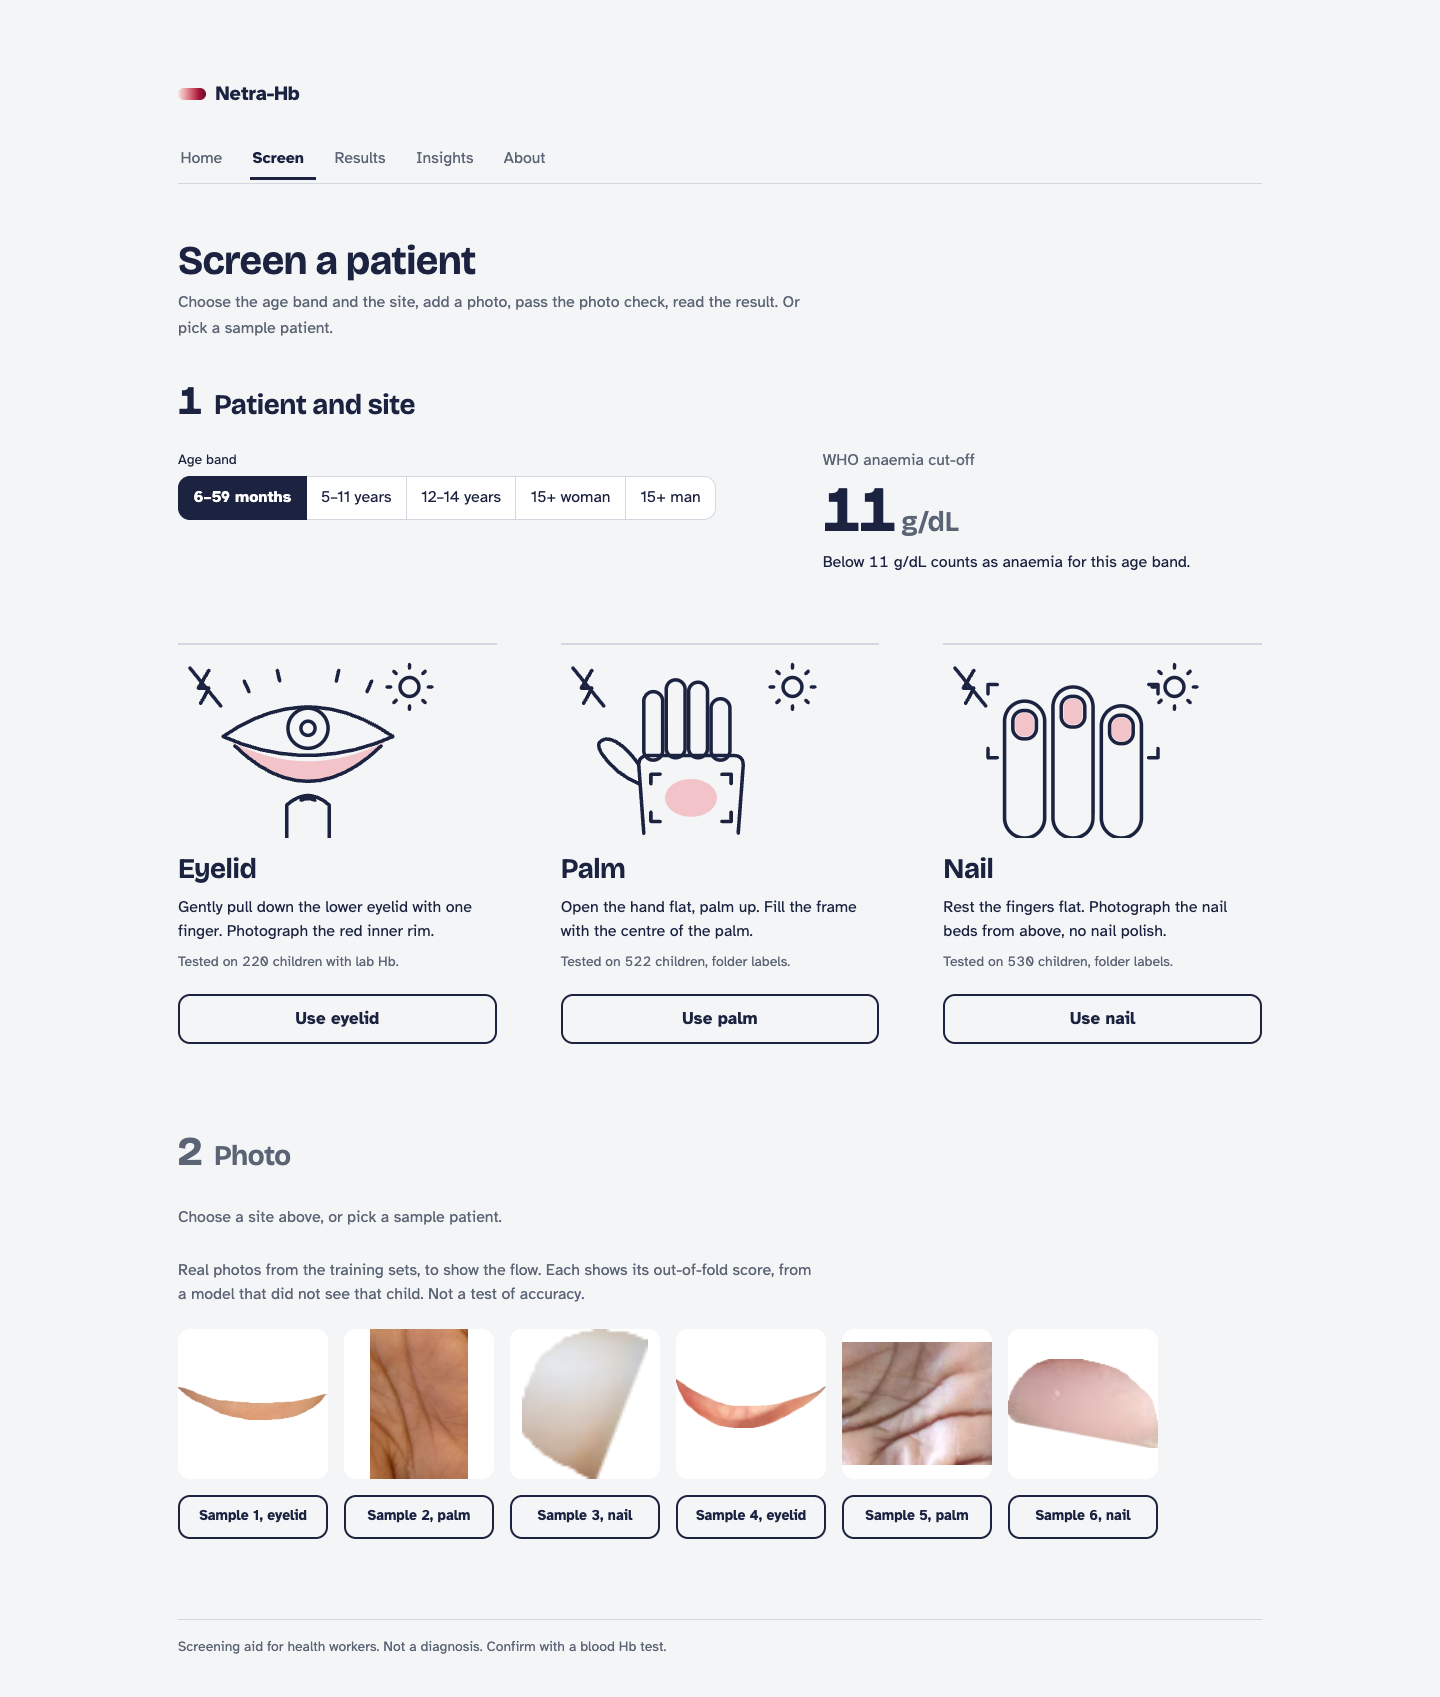 Netra-Hb
Home Screen Results Insights About
Screen a patient
Choose the age band and the site, add a photo, pass the photo check, read the result. Or
pick a sample patient.
1 Patient and site
Age band
6–59 months 5–11 years 12–14 years 15+ woman 15+ man
WHO anaemia cut-off
11 g/dL
Below 11 g/dL counts as anaemia for this age band.
Eyelid
Gently pull down the lower eyelid with one
finger. Photograph the red inner rim.
Tested on 220 children with lab Hb.
Use eyelid
Palm
Open the hand flat, palm up. Fill the frame
with the centre of the palm.
Tested on 522 children, folder labels.
Use palm
Nail
Rest the fingers flat. Photograph the nail
beds from above, no nail polish.
Tested on 530 children, folder labels.
Use nail
2 Photo
Choose a site above, or pick a sample patient.
Real photos from the training sets, to show the flow. Each shows its out-of-fold score, from
a model that did not see that child. Not a test of accuracy.
Sample 1, eyelid
Sample 2, palm
Sample 3, nail
Sample 4, eyelid
Sample 5, palm
Sample 6, nail
Screening aid for health workers. Not a diagnosis. Confirm with a blood Hb test.